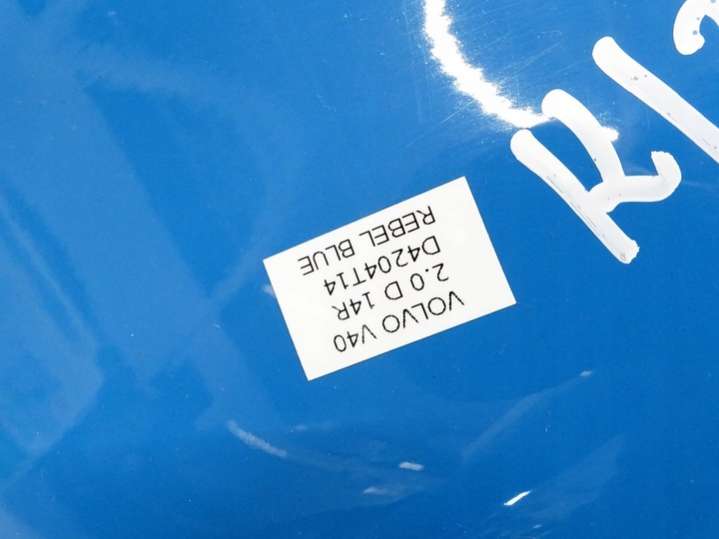 VOLVO V40
2.0 D 14R
D4204T14
REBEL BLUE